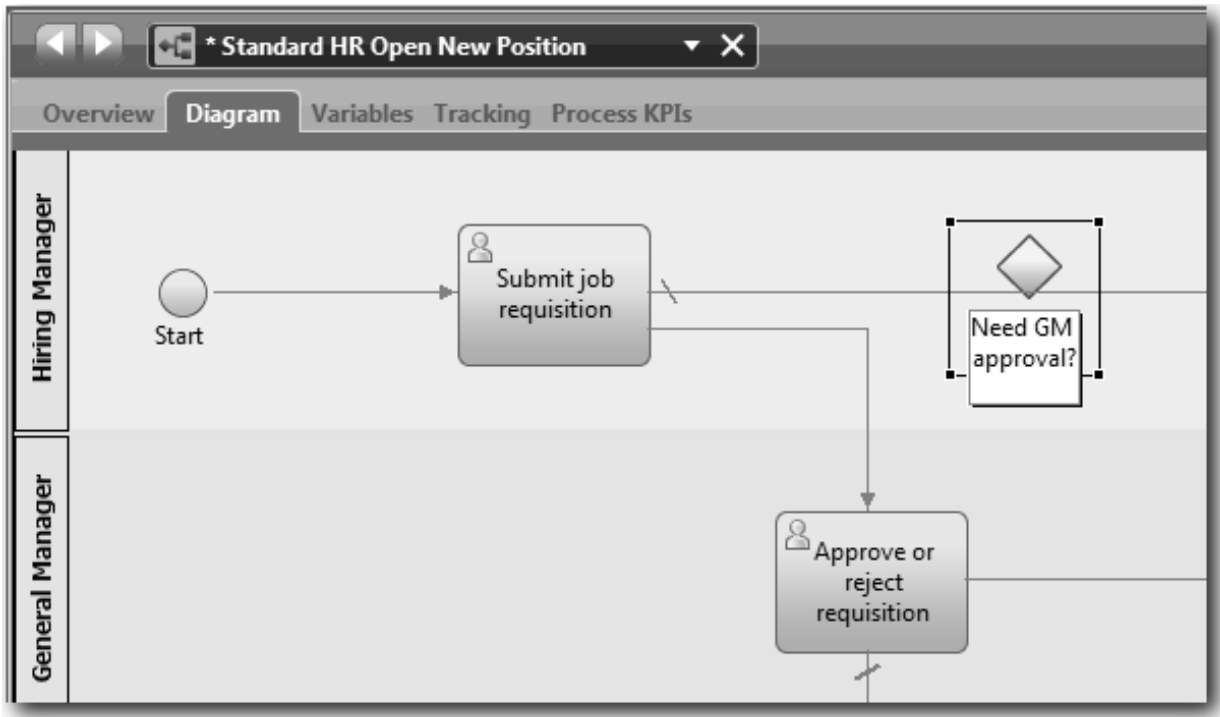 * Standard HR Open New Position
Overview Diagram Variables Tracking Process KPIs
Hiring Manager
Start
Submit job
requisition
Need GM
approval?
General Manager
Approve or
reject
requisition